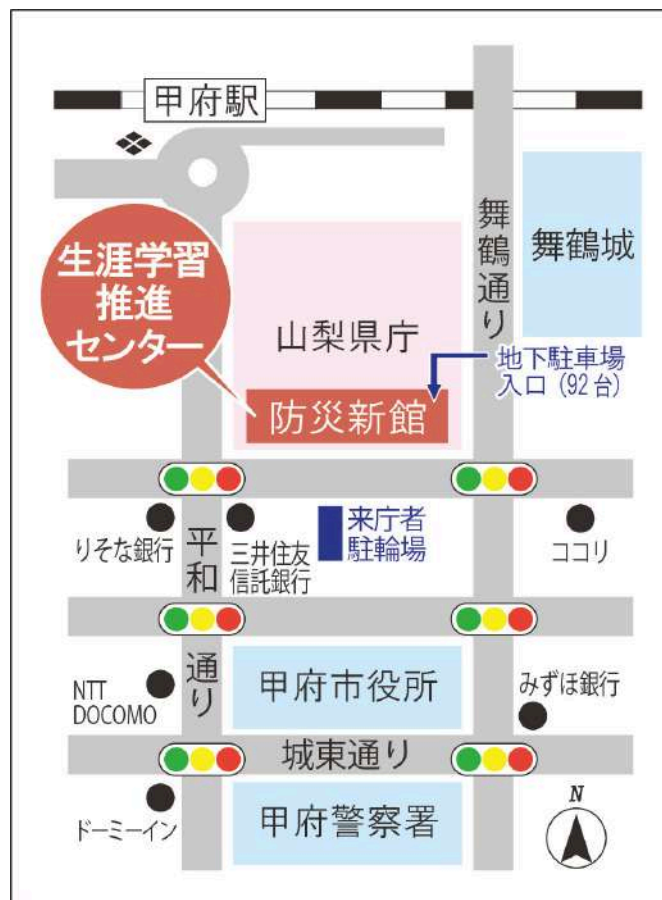 甲府駅
舞鶴通り
舞鶴城
生涯学習
推進
センター
山梨県庁
地下駐車場
入口（92台）
防災新館
りそな銀行
平和通り
三井住友
信託銀行
来庁者
駐輪場
ココリ
NTT
DOCOMO
甲府市役所
みずほ銀行
城東通り
ドーミーイン
甲府警察署
N